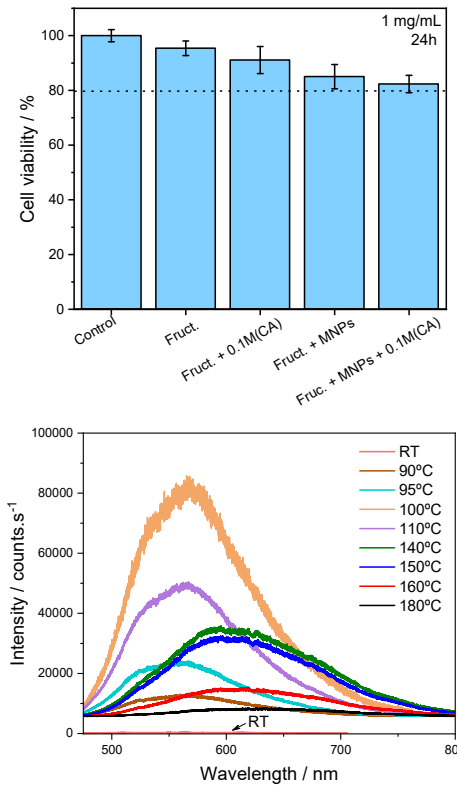 1 mg/mL
24h
Cell viability / %
100
80
60
40
20
0
Control
Fruct.
Fruct. + 0.1M(CA)
Fruct. + MNPs
Fruc. + MNPs + 0.1M(CA)
Intensity / counts.s⁻¹
100000
80000
60000
40000
20000
0
RT
90ºC
95ºC
100ºC
110ºC
140ºC
150ºC
160ºC
180ºC
RT
500 600 700 80
Wavelength / nm